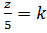 z/5 = k